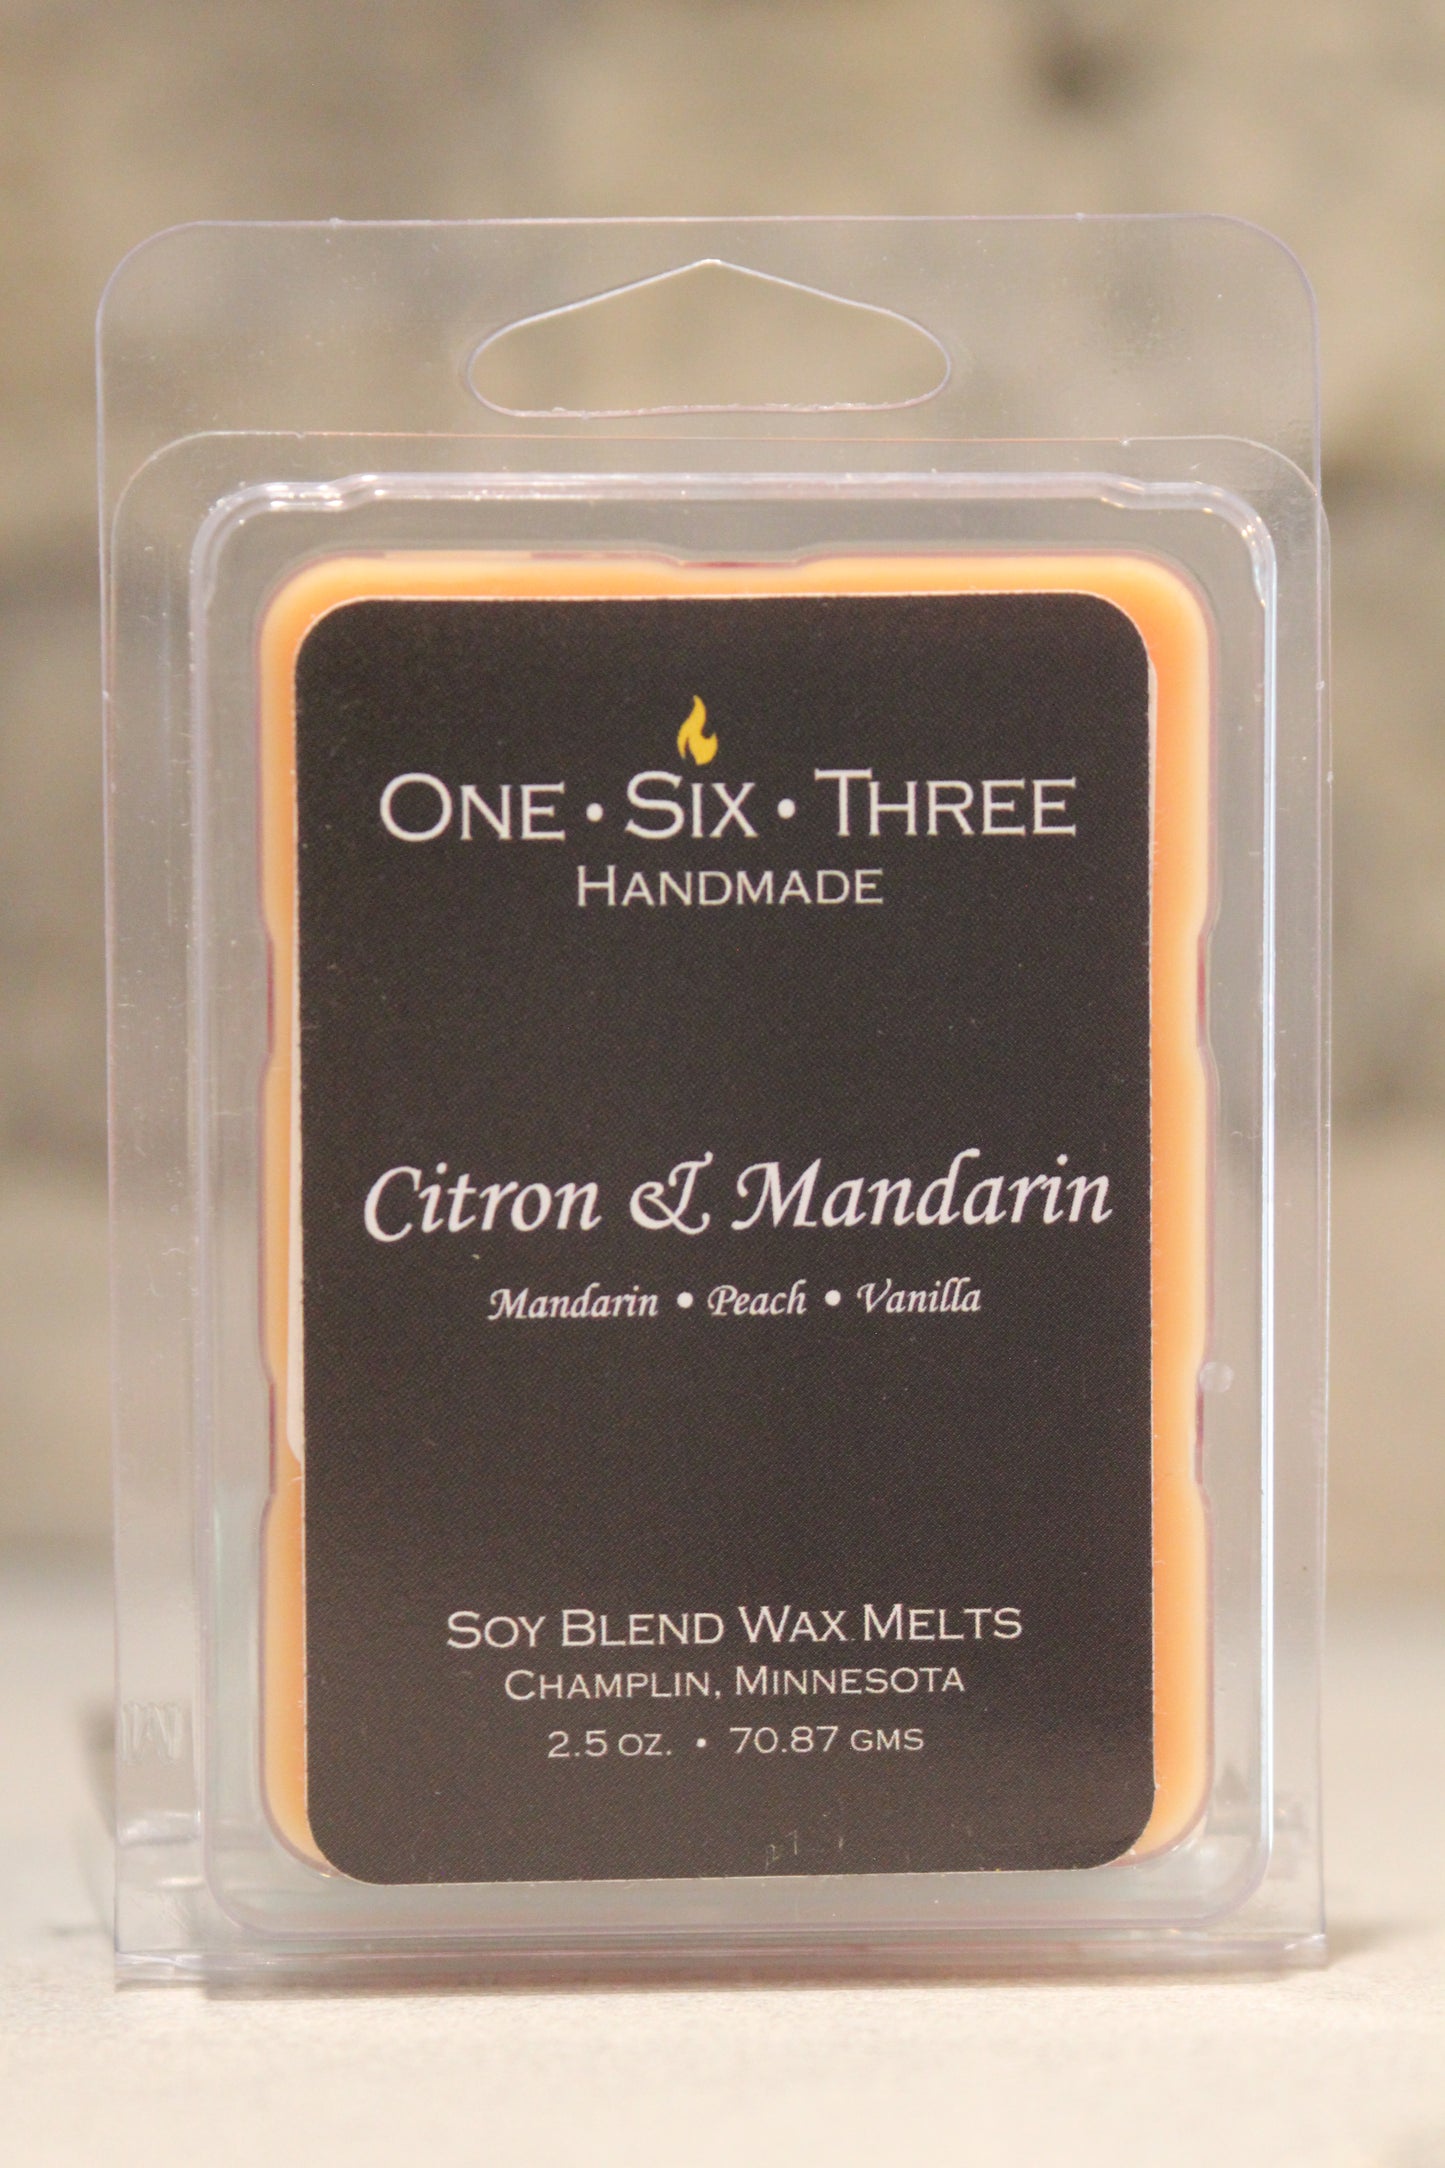 One • Six • Three
Handmade
Citron & Mandarin
Mandarin • Peach • Vanilla
Soy Blend Wax Melts
Champlin, Minnesota
2.5 oz. • 70.87 gms